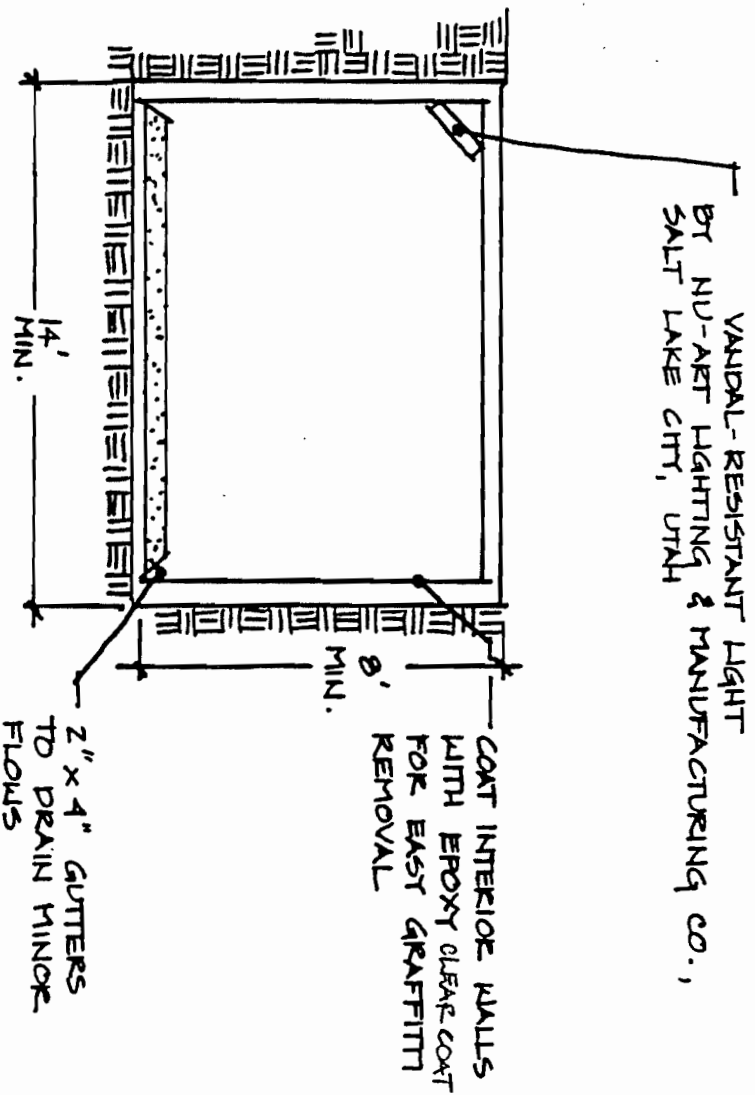 VANDAL-RESISTANT LIGHT
BY NU-ART LIGHTING & MANUFACTURING CO.,
SALT LAKE CITY, UTAH
COAT INTERIOR WALLS
WITH EPOXY CLEAR COAT
FOR EASY GRAFFITTI
REMOVAL
8'
MIN.
14'
MIN.
2" x 4" GUTTERS
TO DRAIN MINOR
FLOWS